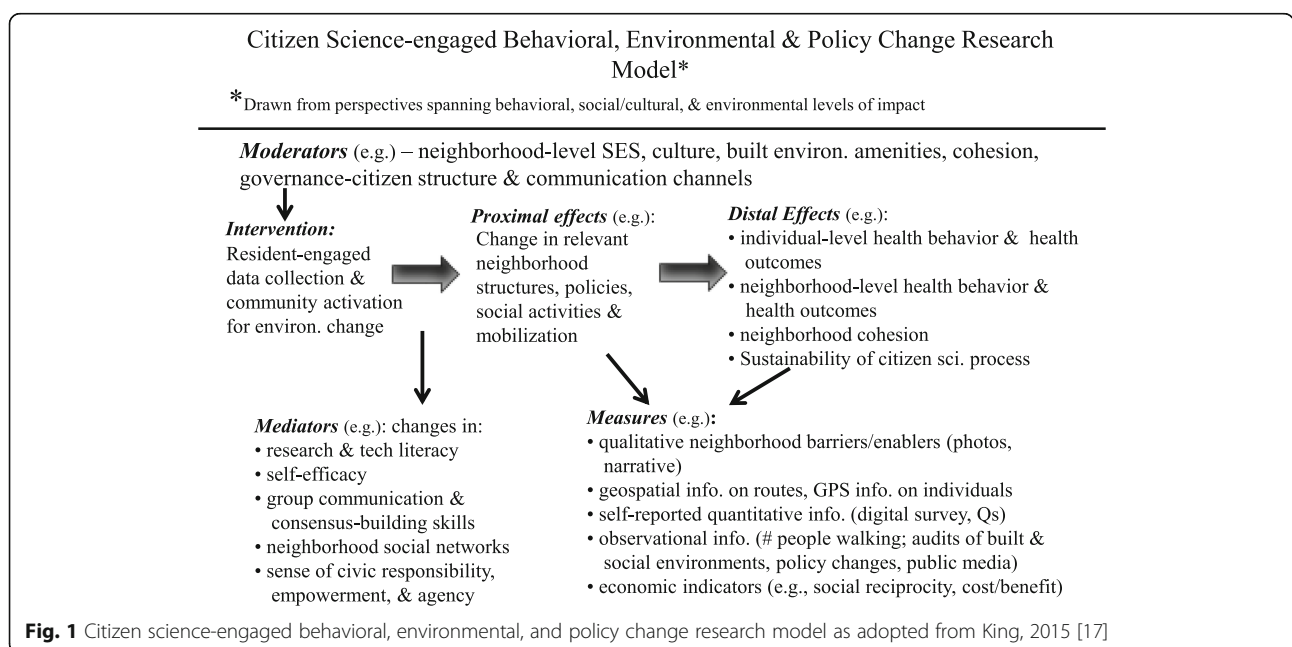 Citizen Science-engaged Behavioral, Environmental & Policy Change Research
Model*
*Drawn from perspectives spanning behavioral, social/cultural, & environmental levels of impact
Moderators (e.g.) – neighborhood-level SES, culture, built environ. amenities, cohesion,
governance-citizen structure & communication channels
Intervention:
Resident-engaged
data collection &
community activation
for environ. change
Proximal effects (e.g.):
Change in relevant
neighborhood
structures, policies,
social activities &
mobilization
Distal Effects (e.g.):
• individual-level health behavior & health
outcomes
• neighborhood-level health behavior &
health outcomes
• neighborhood cohesion
• Sustainability of citizen sci. process
Mediators (e.g.): changes in:
• research & tech literacy
• self-efficacy
• group communication &
consensus-building skills
• neighborhood social networks
• sense of civic responsibility,
empowerment, & agency
Measures (e.g.):
• qualitative neighborhood barriers/enablers (photos,
narrative)
• geospatial info. on routes, GPS info. on individuals
• self-reported quantitative info. (digital survey, Qs)
• observational info. (# people walking; audits of built &
social environments, policy changes, public media)
• economic indicators (e.g., social reciprocity, cost/benefit)
Fig. 1 Citizen science-engaged behavioral, environmental, and policy change research model as adopted from King, 2015 [17]